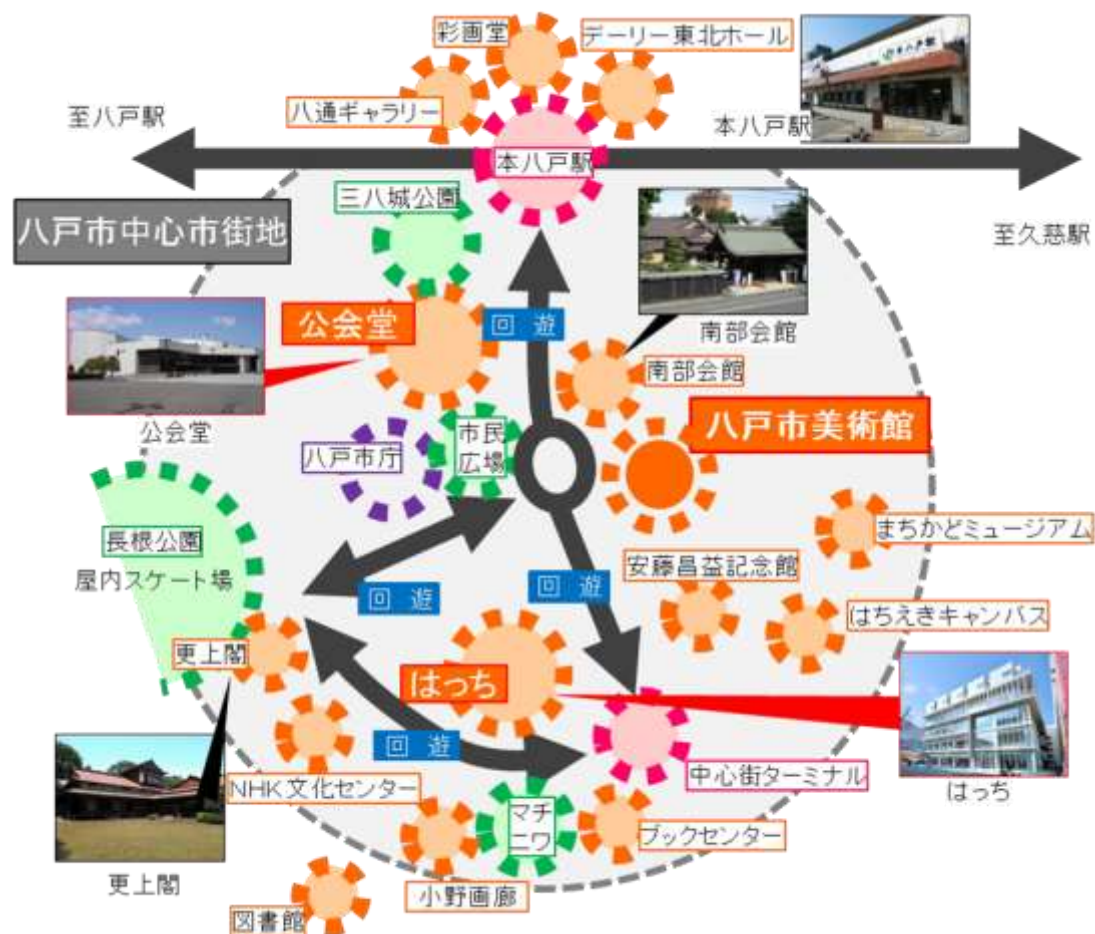 彩画堂
デーリー東北ホール
八通ギャラリー
至八戸駅
本八戸駅
本八戸駅
本八戸駅
三八城公園
八戸市中心市街地
至久慈駅
公会堂
回 遊
南部会館
南部会館
八戸市美術館
公会堂
八戸市庁
市民
広場
長根公園
屋内スケート場
まちかどミュージアム
安藤昌益記念館
回 遊
回 遊
はちえきキャンバス
更上閣
はっち
回 遊
中心街ターミナル
はっち
NHK文化センター
マチ
ニワ
ブックセンター
更上閣
小野画廊
図書館